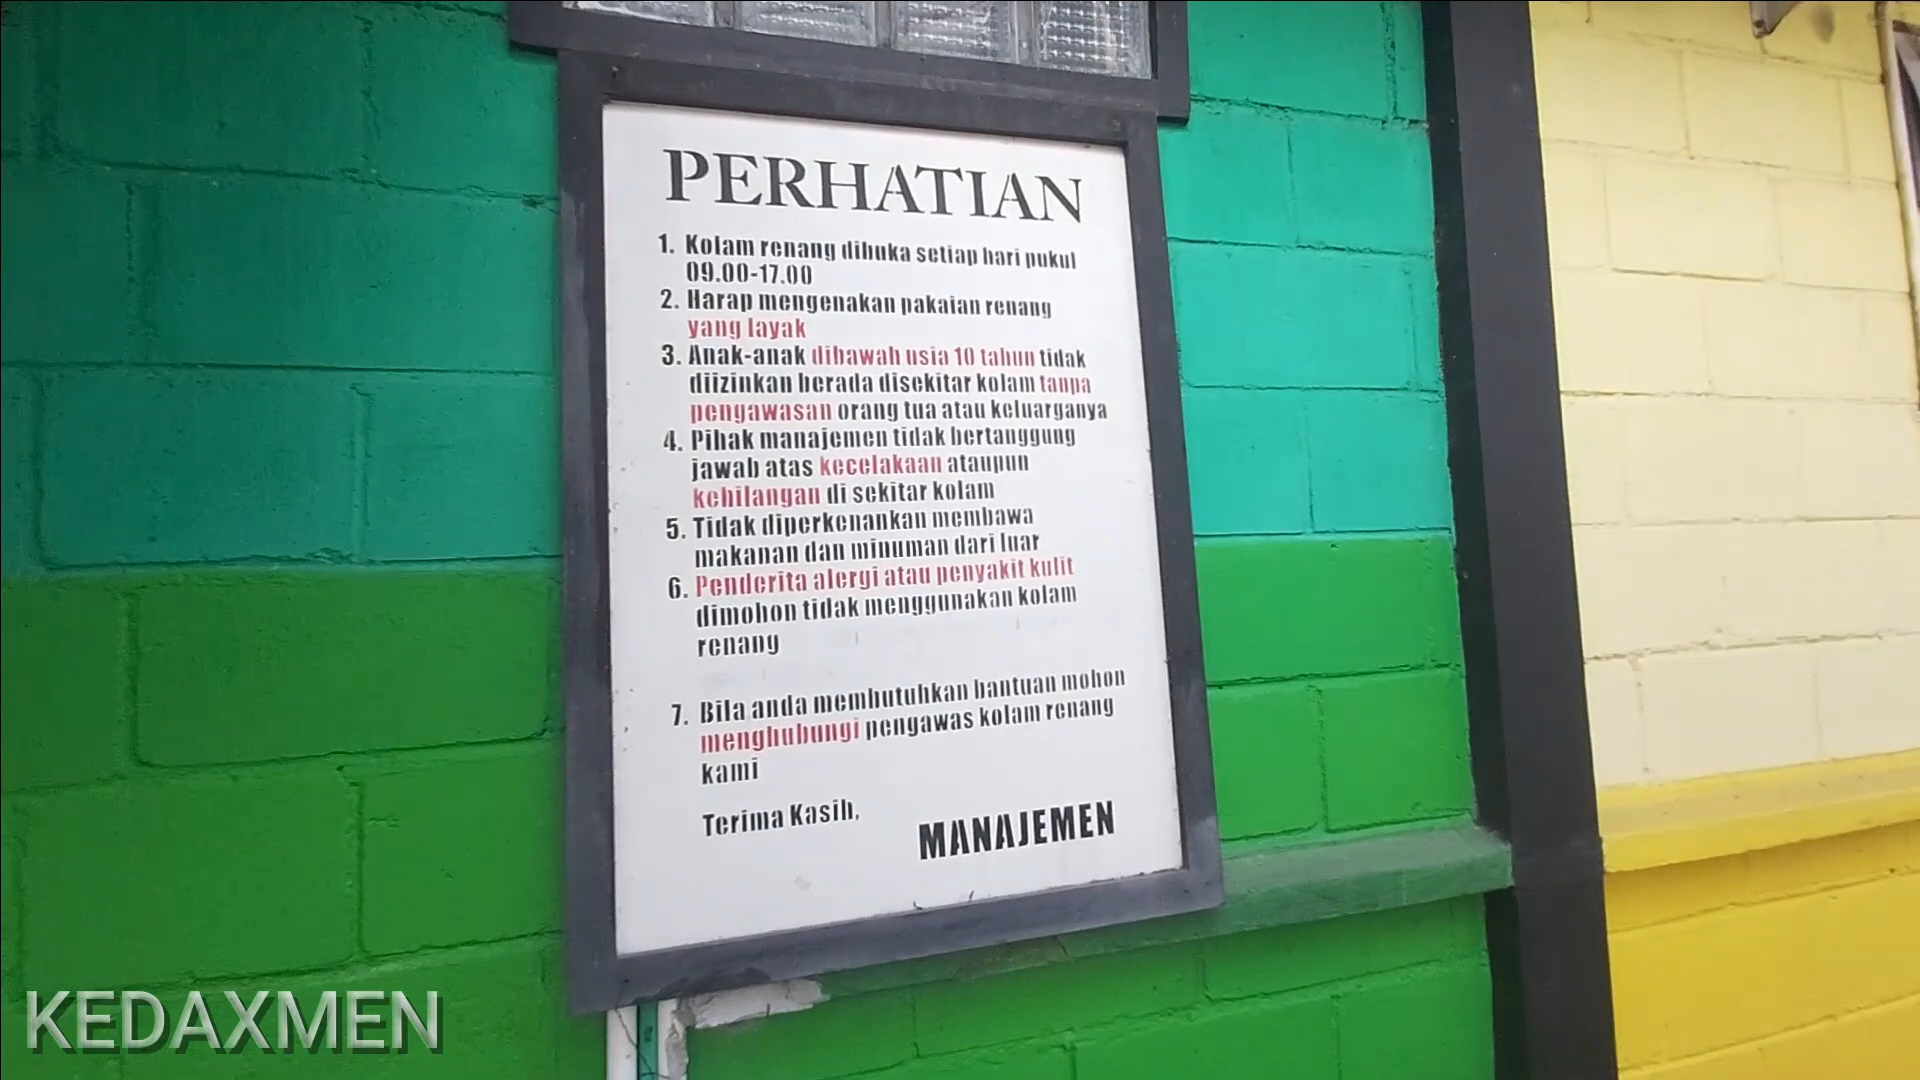 PERHATIAN
1. Kolam renang dibuka setiap hari pukul
09.00-17.00
2. Harap mengenakan pakaian renang
yang layak
3. Anak-anak dibawah usia 10 tahun tidak
diizinkan berada disekitar kolam tanpa
pengawasan orang tua atau keluarganya
4. Pihak manajemen tidak bertanggung
jawab atas kecelakaan ataupun
kehilangan di sekitar kolam
5. Tidak diperkenankan membawa
makanan dan minuman dari luar
6. Penderita alergi atau penyakit kulit
dimohon tidak menggunakan kolam
renang
7. Bila anda membutuhkan bantuan mohon
menghubungi pengawas kolam renang
kami
Terima Kasih,
MANAJEMEN
KEDAXMEN